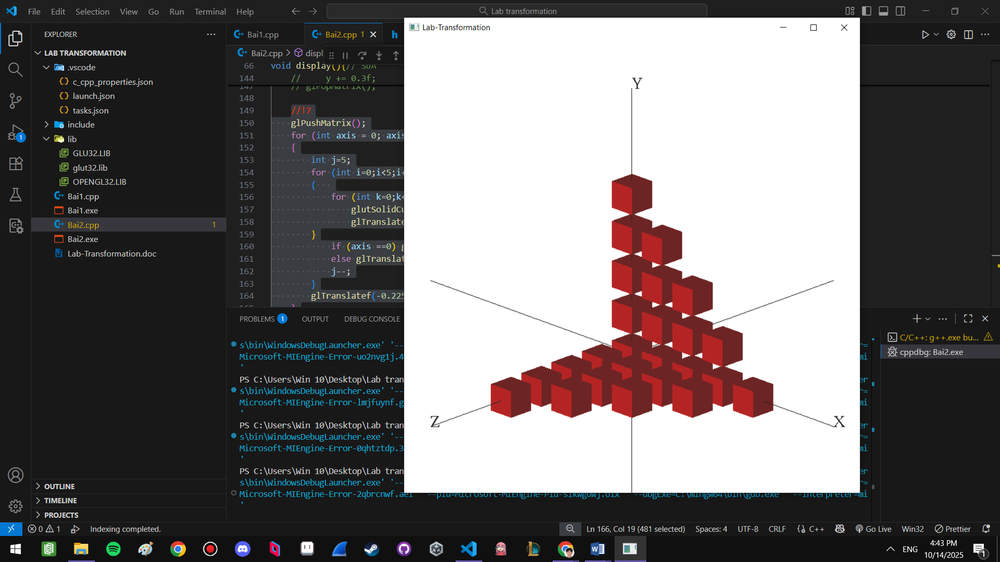 File Edit Selection View Go Run Terminal Help
Lab transformation
EXPLORER
LAB TRANSFORMATION
.vscode
c_cpp_properties.json
launch.json
tasks.json
include
lib
GLU32.LIB
glut32.lib
OPENGL32.LIB
Bai1.cpp
Bai1.exe
Bai2.cpp 1
Bai2.exe
Lab-Transformation.doc
OUTLINE
TIMELINE
PROJECTS
Bai1.cpp
Bai2.cpp 1
Bai2.cpp > displ
66 void display(){// SUA
144 // y += 0.3f;
147 // glPopMatrix();
148
149 //!7
150 glPushMatrix();
151 for (int axis = 0; axis
152 {
153 int j=5;
154 for (int i=0;i<5;i+
155 {
156 for (int k=0;k<
157 glutSolidCu
158 glTranslate
159 }
160 if (axis ==0) g
161 else glTranslat
162 j--;
163 }
164 glTranslatef(-0.225
165 }
Lab-Transformation
Y
Z
X
PROBLEMS 1 OUTPUT DEBUG CONSOLE
s\bin\WindowsDebugLauncher.exe' '--
Microsoft-MIEngine-Error-uo2nvg1j.4
'
PS C:\Users\Win 10\Desktop\Lab tran
s\bin\WindowsDebugLauncher.exe' '--
Microsoft-MIEngine-Error-lmjfuynf.g
'
PS C:\Users\Win 10\Desktop\Lab tran
s\bin\WindowsDebugLauncher.exe' '--
Microsoft-MIEngine-Error-0qhtztdp.3
'
PS C:\Users\Win 10\Desktop\Lab tran
s\bin\WindowsDebugLauncher.exe' '--
Microsoft-MIEngine-Error-2qbrcnwf.ael' '--pid=Microsoft-MIEngine-Pid-slkwgdwj.olx' '--dbgExe=C:\mingw64\bin\gdb.exe' '--interpreter=mi
'
C/C++: g++.exe bu...
cppdbg: Bai2.exe
0 1 Indexing completed.
Ln 166, Col 19 (481 selected) Spaces: 4 UTF-8 CRLF C++ Go Live Win32 Prettier
ENG
4:43 PM
10/14/2025
1